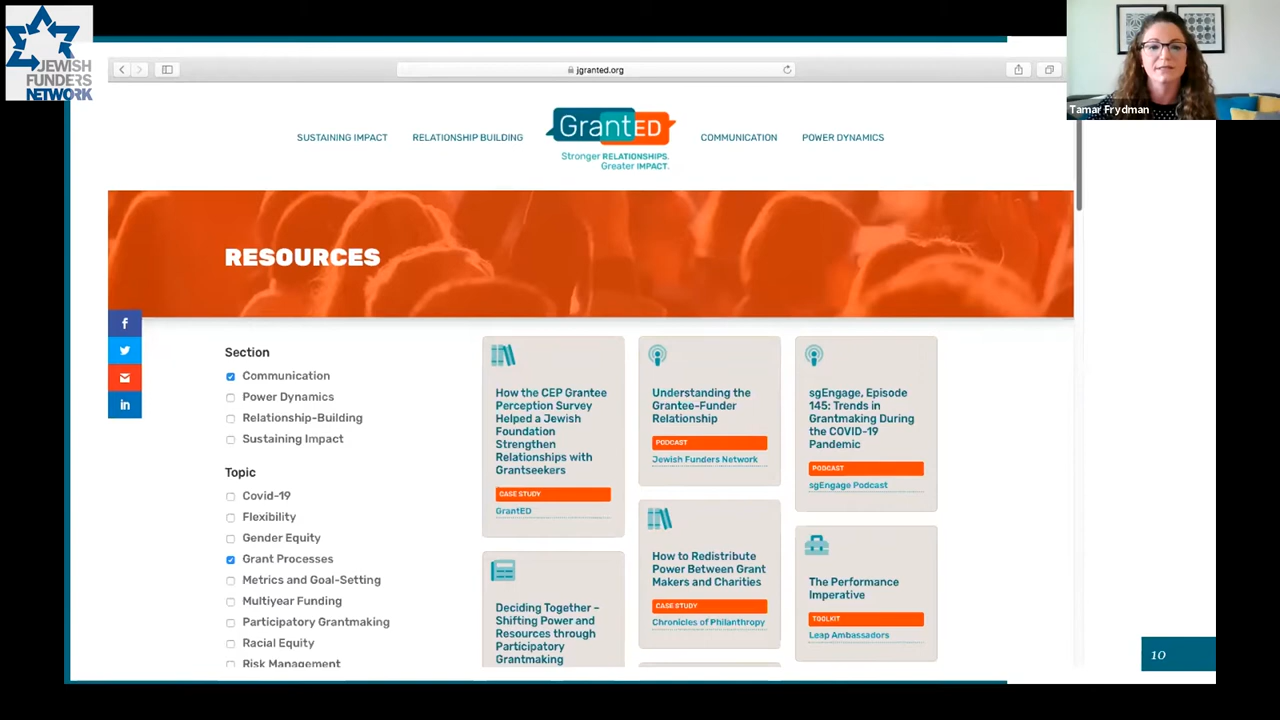 JEWISH
FUNDERS
NETWORK
jgranted.org
Tamar Frydman
SUSTAINING IMPACT
RELATIONSHIP BUILDING
GrantED
Stronger RELATIONSHIPS.
Greater IMPACT.
COMMUNICATION
POWER DYNAMICS
RESOURCES
f
in
Section
Communication
Power Dynamics
Relationship-Building
Sustaining Impact
Topic
Covid-19
Flexibility
Gender Equity
Grant Processes
Metrics and Goal-Setting
Multiyear Funding
Participatory Grantmaking
Racial Equity
Risk Management
How the CEP Grantee
Perception Survey
Helped a Jewish
Foundation
Strengthen
Relationships with
Grantseekers
CASE STUDY
GrantED
Deciding Together –
Shifting Power and
Resources through
Participatory
Grantmaking
Understanding the
Grantee-Funder
Relationship
PODCAST
Jewish Funders Network
How to Redistribute
Power Between Grant
Makers and Charities
CASE STUDY
Chronicles of Philanthropy
sgEngage, Episode
145: Trends in
Grantmaking During
the COVID-19
Pandemic
PODCAST
sgEngage Podcast
The Performance
Imperative
TOOLKIT
Leap Ambassadors
10